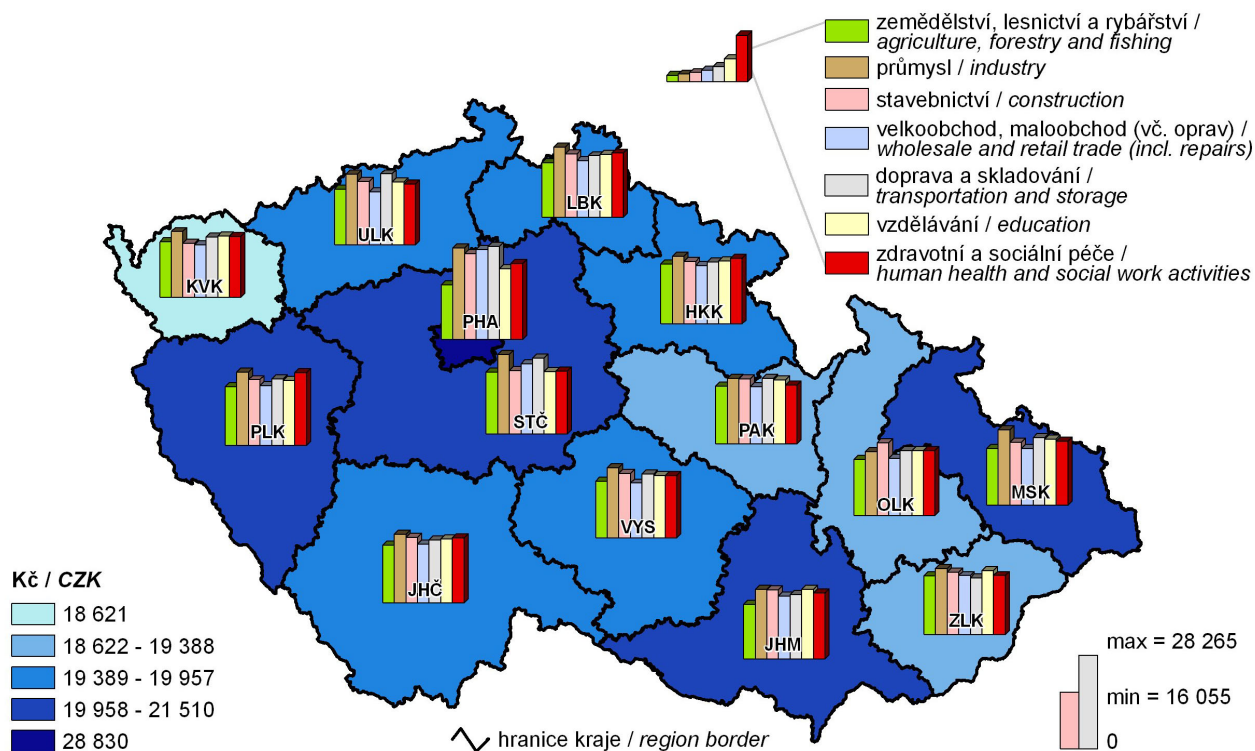 zemědělství, lesnictví a rybářství /
agriculture, forestry and fishing
průmysl / industry
stavebnictví / construction
velkoobchod, maloobchod (vč. oprav) /
wholesale and retail trade (incl. repairs)
doprava a skladování /
transportation and storage
vzdělávání / education
zdravotní a sociální péče /
human health and social work activities
LBK
ULK
KVK
HKK
PHA
STČ
PLK
PAK
OLK
MSK
VYS
JHČ
ZLK
JHM
Kč / CZK
18 621
18 622 - 19 388
19 389 - 19 957
19 958 - 21 510
28 830
hranice kraje / region border
max = 28 265
min = 16 055
0